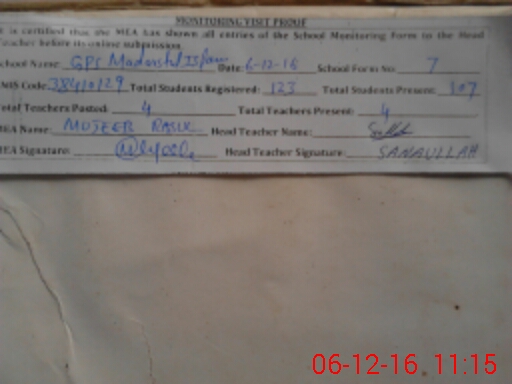 MONITORING VISIT PROOF
It is certified that the MEA has shown all entries of the School Monitoring Form to the Head
Teacher before its online submission.
School Name: GPS Madarshl Islam Date: 6-12-16 School Form No: 7
EMIS Code: 38410129 Total Students Registered: 123 Total Students Present: 107
Total Teachers Posted: 4 Total Teachers Present: 4
MEA Name: MUJEEB RASUL Head Teacher Name:
MEA Signature: Head Teacher Signature: SANAULLAH
06-12-16 11:15